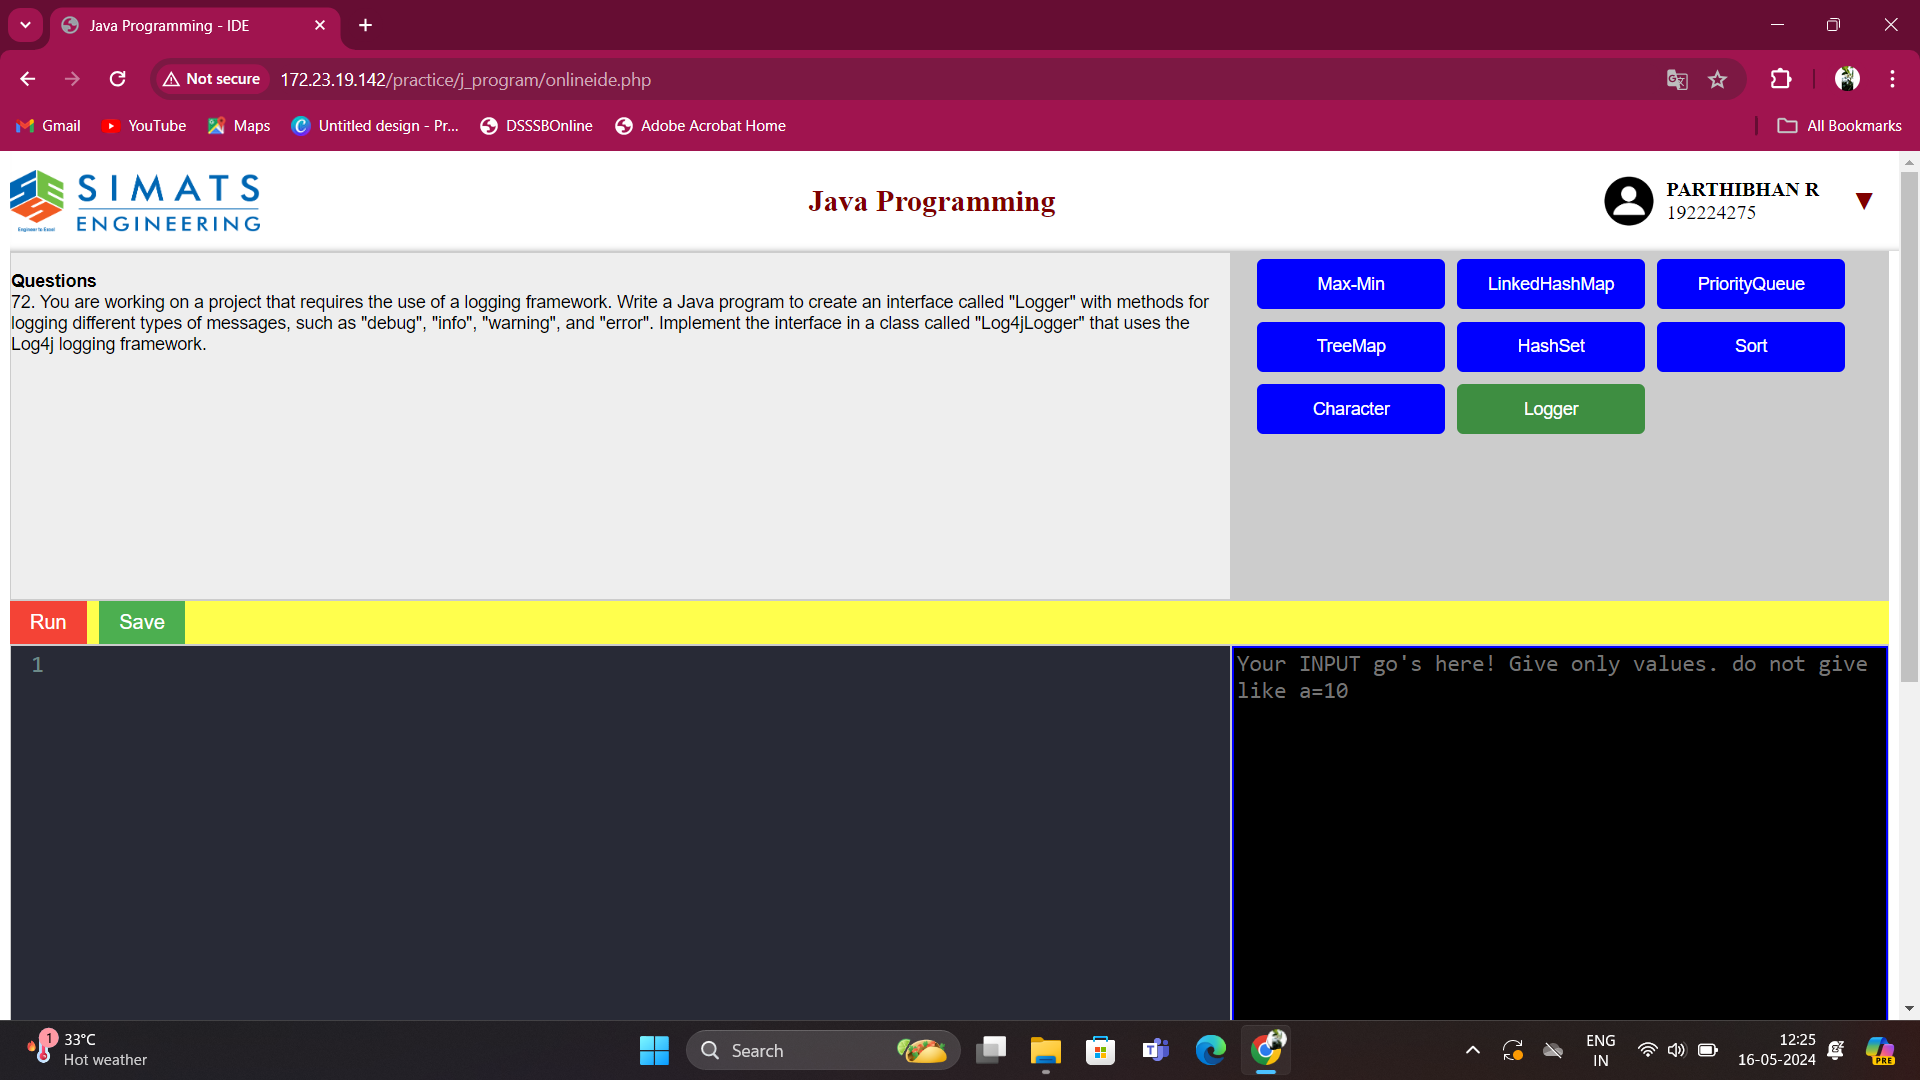 Java Programming - IDE
Not secure
172.23.19.142/practice/j_program/onlineide.php
Gmail
YouTube
Maps
Untitled design - Pr...
DSSSBOnline
Adobe Acrobat Home
All Bookmarks
SIMATS
ENGINEERING
Engineer to Excel
Java Programming
PARTHIBHAN R
192224275
Questions
72. You are working on a project that requires the use of a logging framework. Write a Java program to create an interface called "Logger" with methods for
logging different types of messages, such as "debug", "info", "warning", and "error". Implement the interface in a class called "Log4jLogger" that uses the
Log4j logging framework.
Max-Min
LinkedHashMap
PriorityQueue
TreeMap
HashSet
Sort
Character
Logger
Run
Save
1
Your INPUT go's here! Give only values. do not give
like a=10
1
33°C
Hot weather
Search
ENG
IN
12:25
16-05-2024
PRE